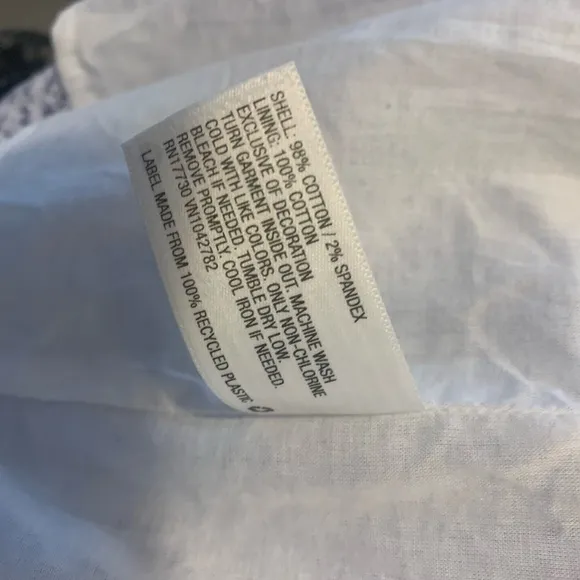 SHELL: 98% COTTON / 2% SPANDEX
LINING: 100% COTTON
EXCLUSIVE OF DECORATION
TURN GARMENT INSIDE OUT. MACHINE WASH
COLD WITH LIKE COLORS. ONLY NON-CHLORINE
BLEACH IF NEEDED. TUMBLE DRY LOW.
REMOVE PROMPTLY. COOL IRON IF NEEDED.
RN17730 VN1042782
LABEL MADE FROM 100% RECYCLED PLASTIC